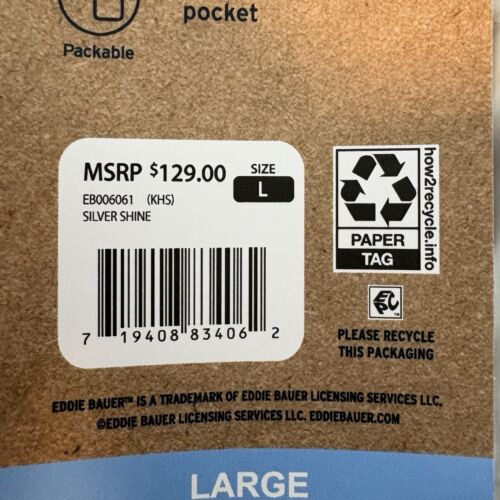 pocket
Packable
MSRP $129.00
SIZE
L
EB006061 (KHS)
SILVER SHINE
7 19408 83406 2
how2recycle.info
PAPER
TAG
EPC
PLEASE RECYCLE
THIS PACKAGING
EDDIE BAUER™ IS A TRADEMARK OF EDDIE BAUER LICENSING SERVICES LLC.
©EDDIE BAUER LICENSING SERVICES LLC. EDDIEBAUER.COM
LARGE